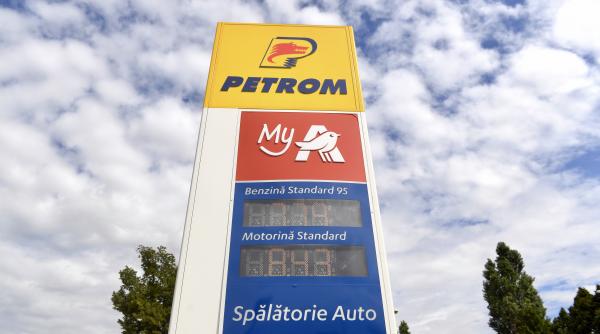 PETROM
My
Benzină Standard 95
Motorină Standard
Spălătorie Auto